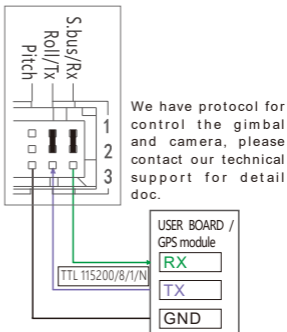 S.bus/Rx
Roll/Tx
Pitch
1
2
3
We have protocol for
control the gimbal
and camera, please
contact our technical
support for detail
doc.
USER BOARD /
GPS module
RX
TTL 115200/8/1/N
TX
GND